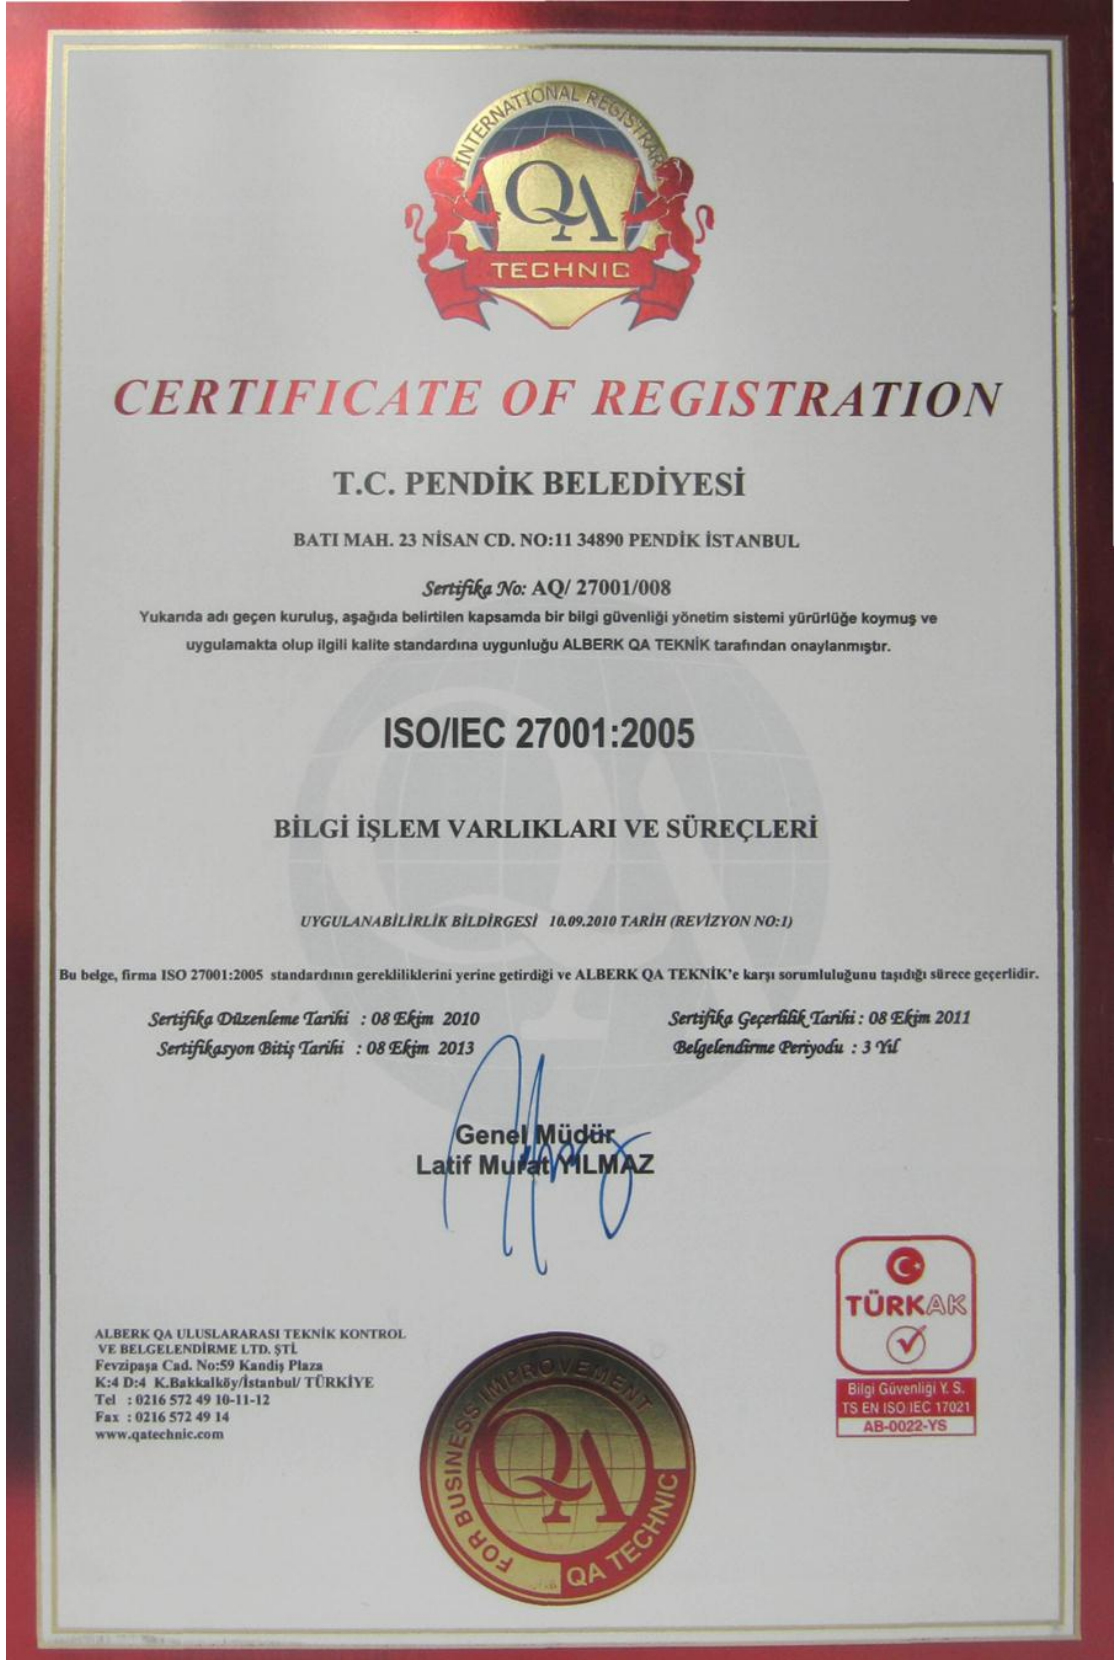 INTERNATIONAL REGISTRAR
QA
TECHNIC
CERTIFICATE OF REGISTRATION
T.C. PENDİK BELEDİYESİ
BATI MAH. 23 NİSAN CD. NO:11 34890 PENDİK İSTANBUL
Sertifika No: AQ/ 27001/008
Yukarıda adı geçen kuruluş, aşağıda belirtilen kapsamda bir bilgi güvenliği yönetim sistemi yürürlüğe koymuş ve
uygulamakta olup ilgili kalite standardına uygunluğu ALBERK QA TEKNİK tarafından onaylanmıştır.
ISO/IEC 27001:2005
BİLGİ İŞLEM VARLIKLARI VE SÜREÇLERİ
UYGULANABİLİRLİK BİLDİRGESİ 10.09.2010 TARİH (REVİZYON NO:1)
Bu belge, firma ISO 27001:2005 standardının gerekliliklerini yerine getirdiği ve ALBERK QA TEKNİK'e karşı sorumluluğunu taşıdığı sürece geçerlidir.
Sertifika Düzenleme Tarihi : 08 Ekim 2010
Sertifikasyon Bitiş Tarihi : 08 Ekim 2013
Sertifika Geçerlilik Tarihi : 08 Ekim 2011
Belgelendirme Periyodu : 3 Yıl
Genel Müdür
Latif Murat YILMAZ
TÜRKAK
Bilgi Güvenliği Y. S.
TS EN ISO IEC 17021
AB-0022-YS
ALBERK QA ULUSLARARASI TEKNİK KONTROL
VE BELGELENDİRME LTD. ŞTİ.
Fevzipaşa Cad. No:59 Kandiş Plaza
K:4 D:4 K.Bakkalköy/İstanbul/ TÜRKİYE
Tel : 0216 572 49 10-11-12
Fax : 0216 572 49 14
www.qatechnic.com
FOR BUSINESS IMPROVEMENT
QA
QA TECHNIC